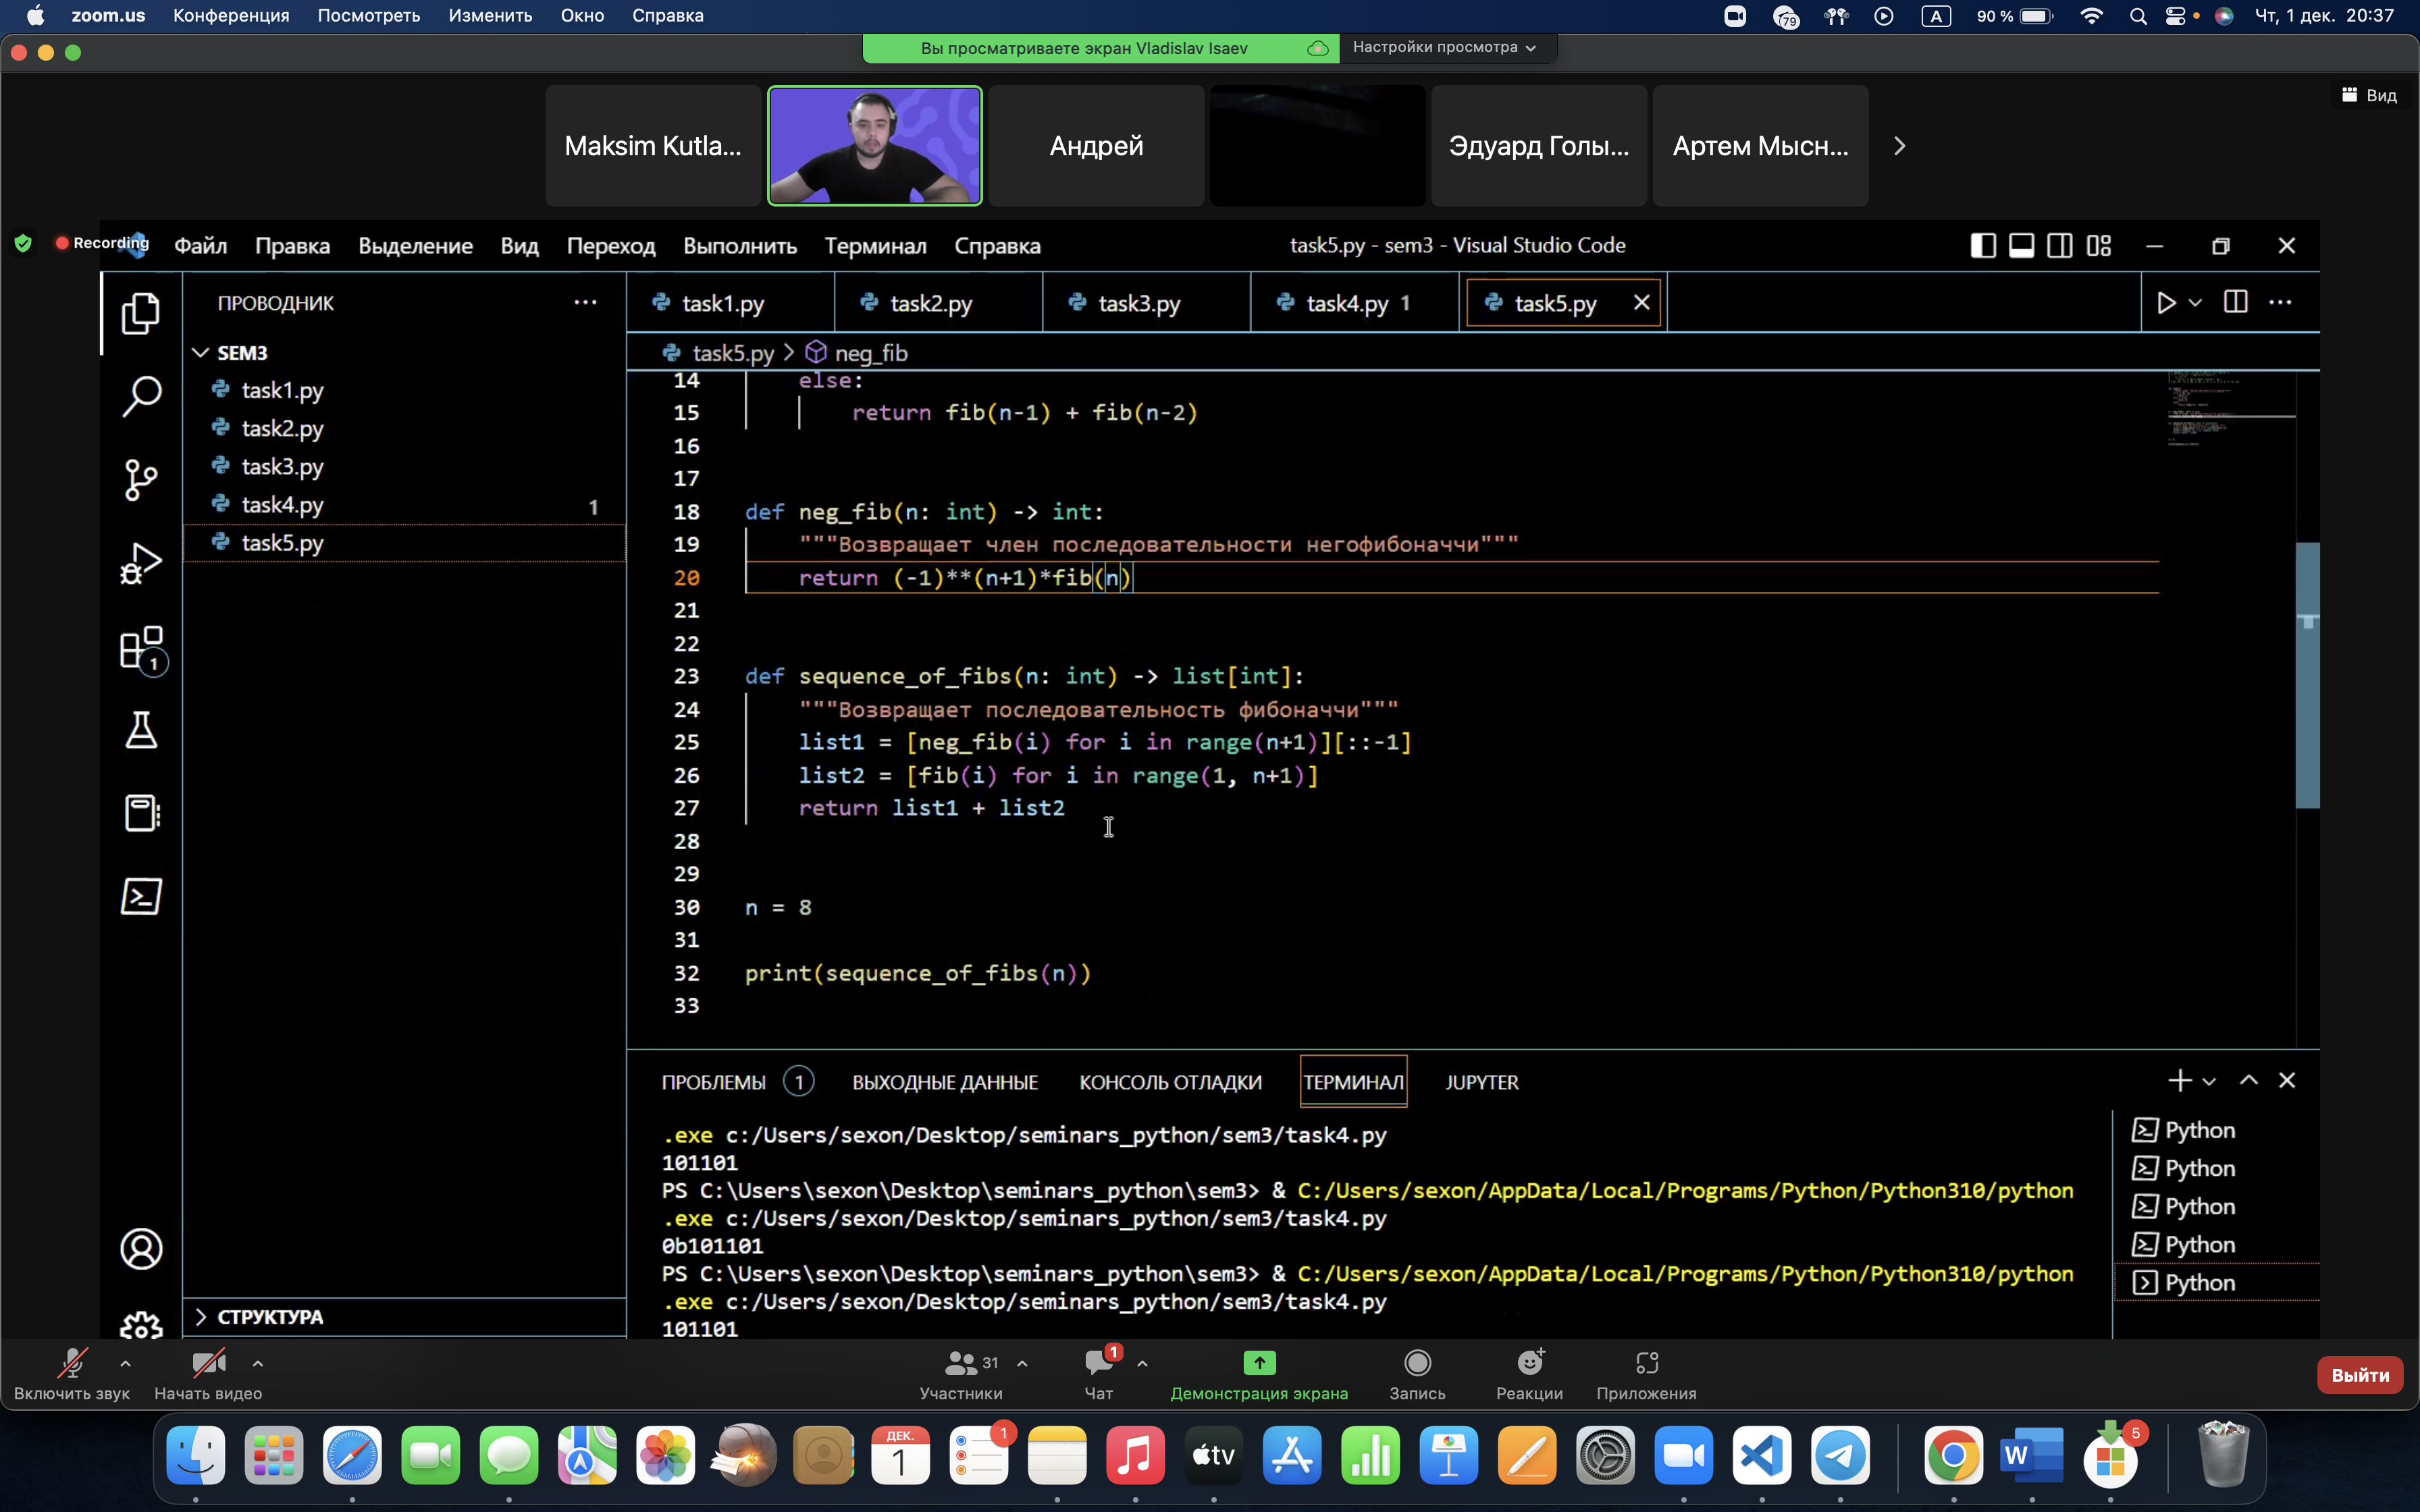 zoom.us Конференция Посмотреть Изменить Окно Справка 79 A 90 % Чт, 1 дек. 20:37
Вы просматриваете экран Vladislav Isaev Настройки просмотра
Вид
Maksim Kutla... Андрей Эдуард Голы... Артем Мысн...
Recording Файл Правка Выделение Вид Переход Выполнить Терминал Справка task5.py - sem3 - Visual Studio Code
ПРОВОДНИК ··· task1.py task2.py task3.py task4.py 1 task5.py
SEM3
task1.py
task2.py
task3.py
task4.py 1
task5.py
1
СТРУКТУРА
task5.py > neg_fib
14 else:
15 return fib(n-1) + fib(n-2)
16
17
18 def neg_fib(n: int) -> int:
19 """Возвращает член последовательности негофибоначчи"""
20 return (-1)**(n+1)*fib(n)
21
22
23 def sequence_of_fibs(n: int) -> list[int]:
24 """Возвращает последовательность фибоначчи"""
25 list1 = [neg_fib(i) for i in range(n+1)][::-1]
26 list2 = [fib(i) for i in range(1, n+1)]
27 return list1 + list2
28
29
30 n = 8
31
32 print(sequence_of_fibs(n))
33
ПРОБЛЕМЫ 1 ВЫХОДНЫЕ ДАННЫЕ КОНСОЛЬ ОТЛАДКИ ТЕРМИНАЛ JUPYTER
.exe c:/Users/sexon/Desktop/seminars_python/sem3/task4.py
101101
PS C:\Users\sexon\Desktop\seminars_python\sem3> & C:/Users/sexon/AppData/Local/Programs/Python/Python310/python
.exe c:/Users/sexon/Desktop/seminars_python/sem3/task4.py
0b101101
PS C:\Users\sexon\Desktop\seminars_python\sem3> & C:/Users/sexon/AppData/Local/Programs/Python/Python310/python
.exe c:/Users/sexon/Desktop/seminars_python/sem3/task4.py
101101
Python
Python
Python
Python
Python
Включить звук Начать видео 31 Участники 1 Чат Демонстрация экрана Запись Реакции Приложения Выйти
ДЕК.
1
1
tv
W
5